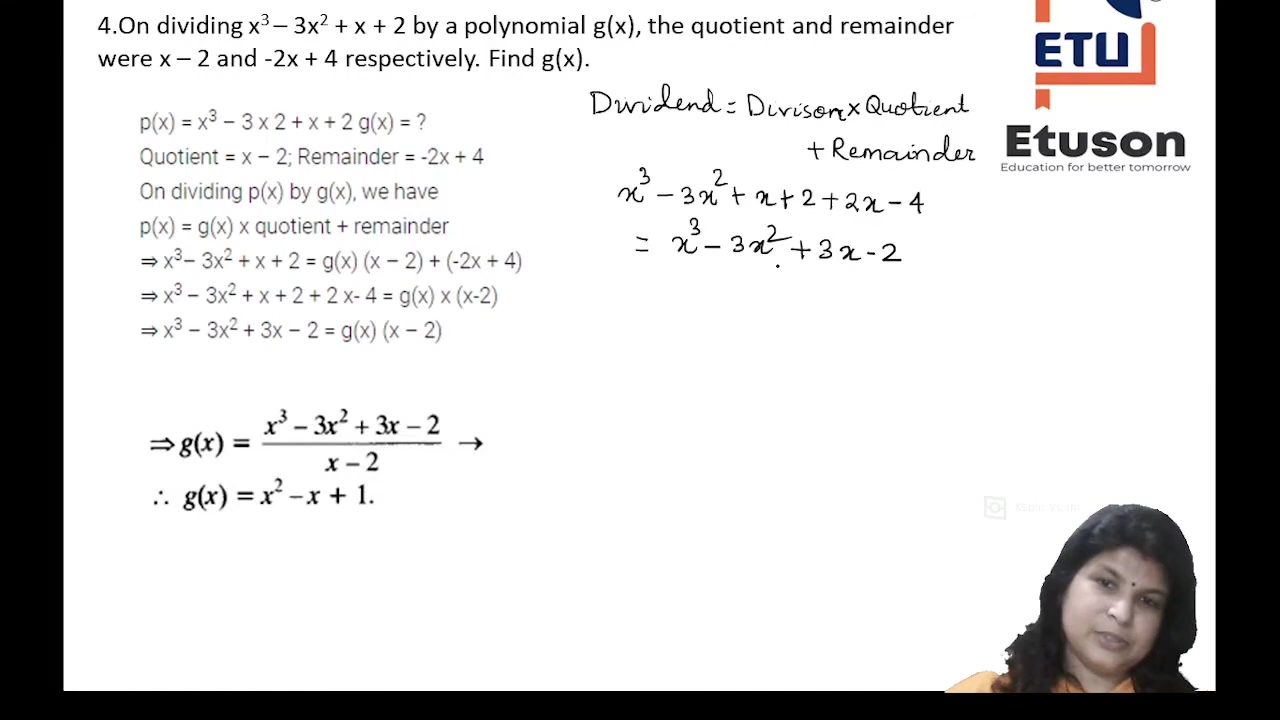 4.On dividing x³ – 3x² + x + 2 by a polynomial g(x), the quotient and remainder
were x – 2 and -2x + 4 respectively. Find g(x).
p(x) = x³ – 3 x 2 + x + 2 g(x) = ?
Quotient = x – 2; Remainder = -2x + 4
On dividing p(x) by g(x), we have
p(x) = g(x) x quotient + remainder
⇒ x³– 3x² + x + 2 = g(x) (x – 2) + (-2x + 4)
⇒ x³ – 3x² + x + 2 + 2 x- 4 = g(x) x (x-2)
⇒ x³ – 3x² + 3x – 2 = g(x) (x – 2)
⇒ g(x) = (x³ – 3x² + 3x – 2)/(x – 2) →
∴ g(x) = x² – x + 1.
Dividend = Divison x Quotient
+ Remainder
x³ – 3x² + x + 2 + 2x – 4
= x³ – 3x² + 3x - 2
ETU
Etuson
Education for better tomorrow